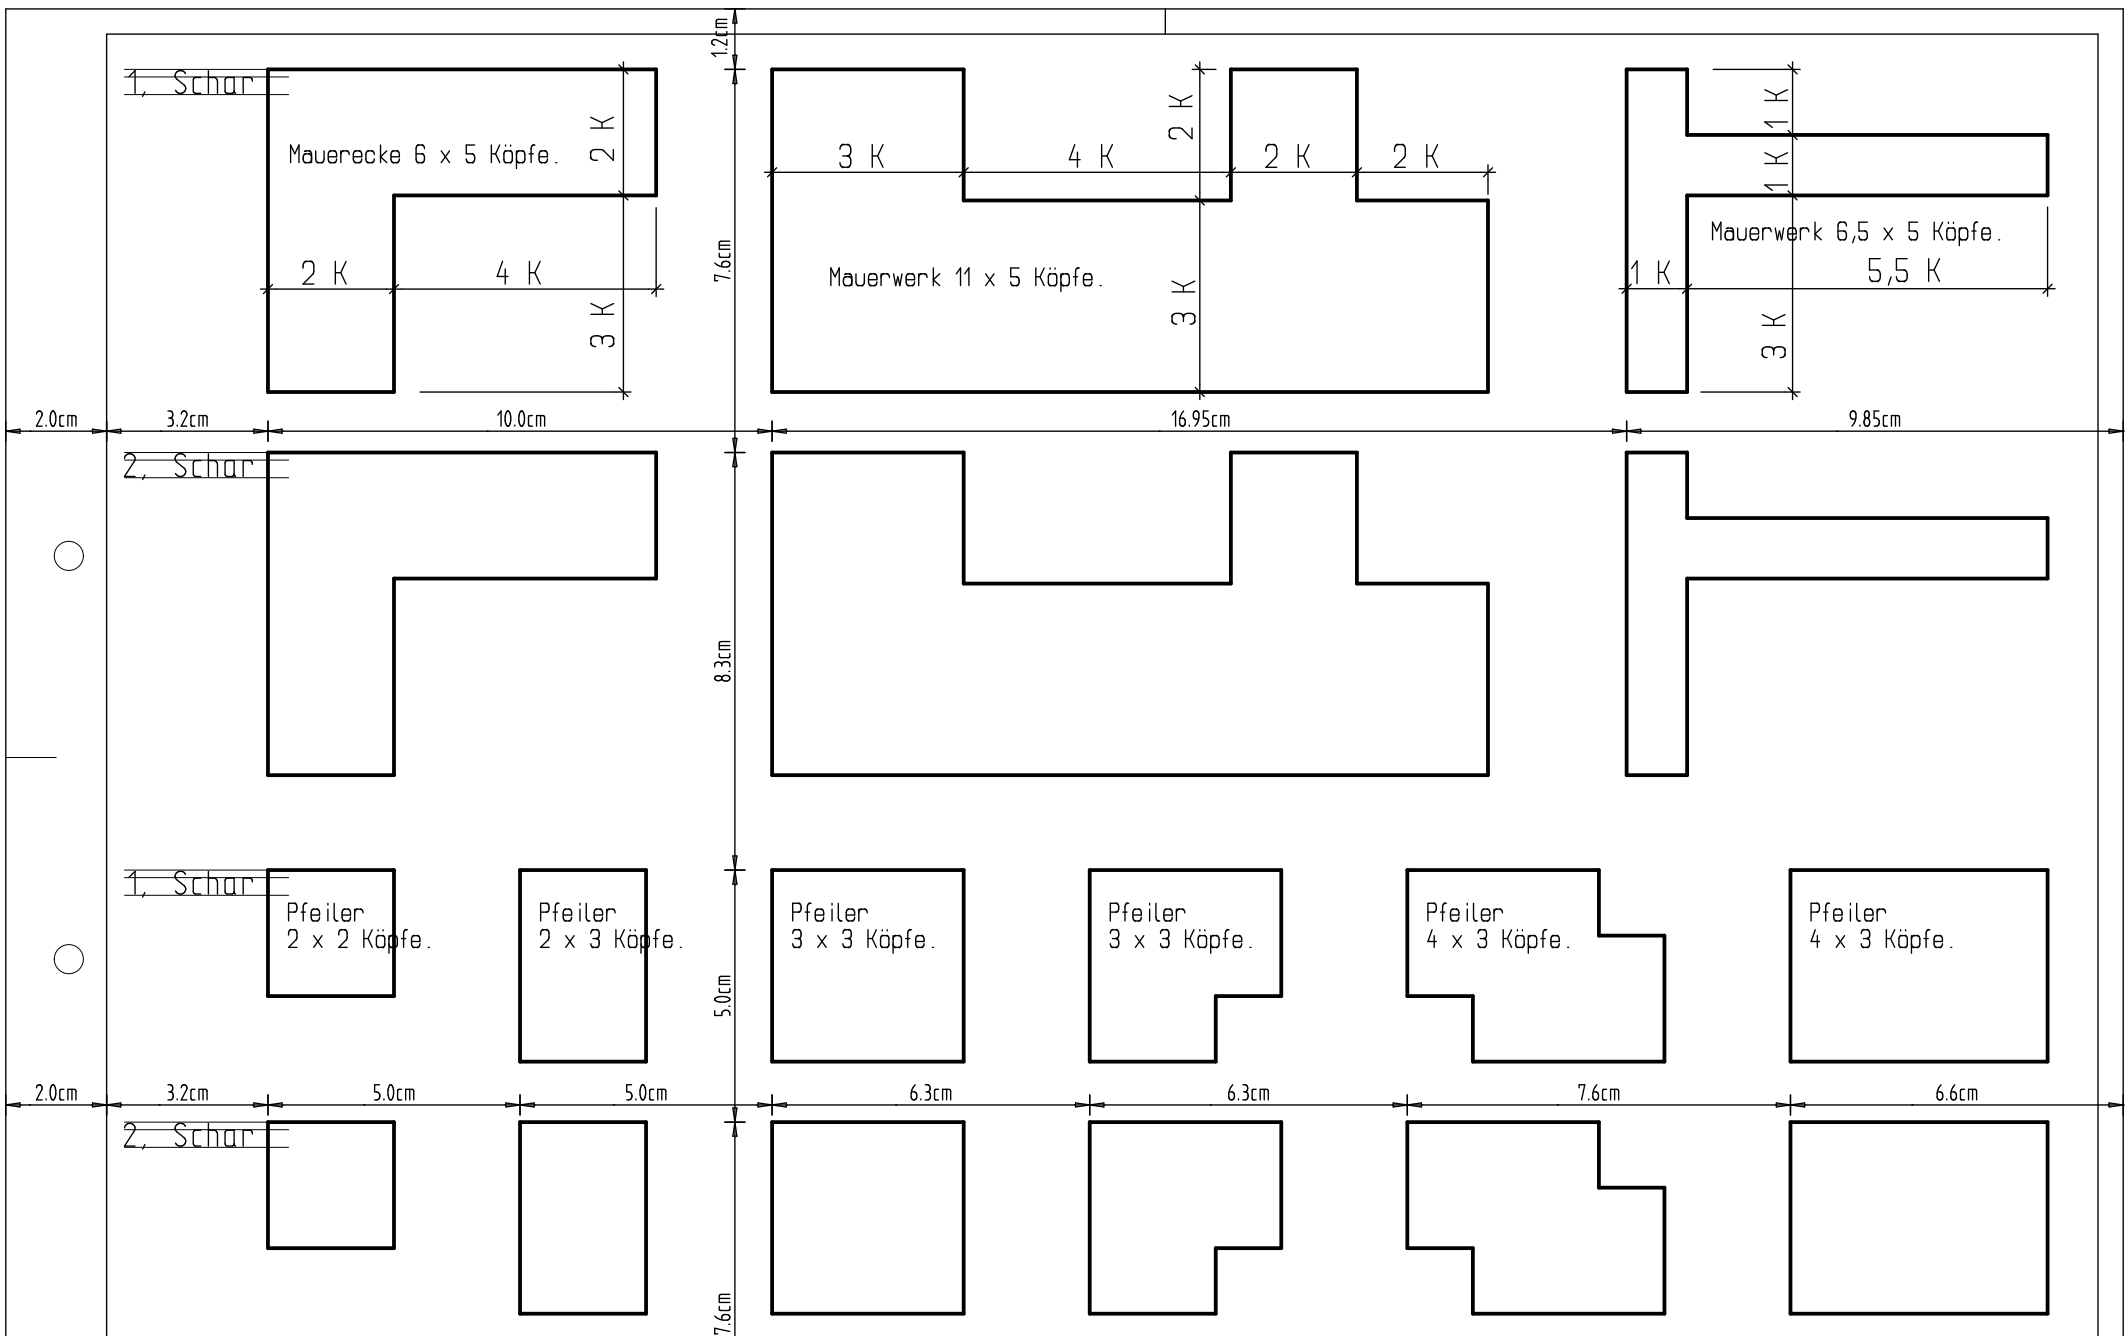 1.2cm
1, Schar
Mauerecke 6 x 5 Köpfe.
2 K
2 K
4 K
3 K
7.6cm
3 K
4 K
2 K
2 K
2 K
Mauerwerk 11 x 5 Köpfe.
3 K
1 K
1 K
Mauerwerk 6,5 x 5 Köpfe.
1 K
5,5 K
3 K
2.0cm
3.2cm
10.0cm
16.95cm
9.85cm
2, Schar
8.3cm
1, Schar
Pfeiler
2 x 2 Köpfe.
Pfeiler
2 x 3 Köpfe.
Pfeiler
3 x 3 Köpfe.
Pfeiler
3 x 3 Köpfe.
Pfeiler
4 x 3 Köpfe.
Pfeiler
4 x 3 Köpfe.
5.0cm
2.0cm
3.2cm
5.0cm
5.0cm
6.3cm
6.3cm
7.6cm
6.6cm
2, Schar
7.6cm